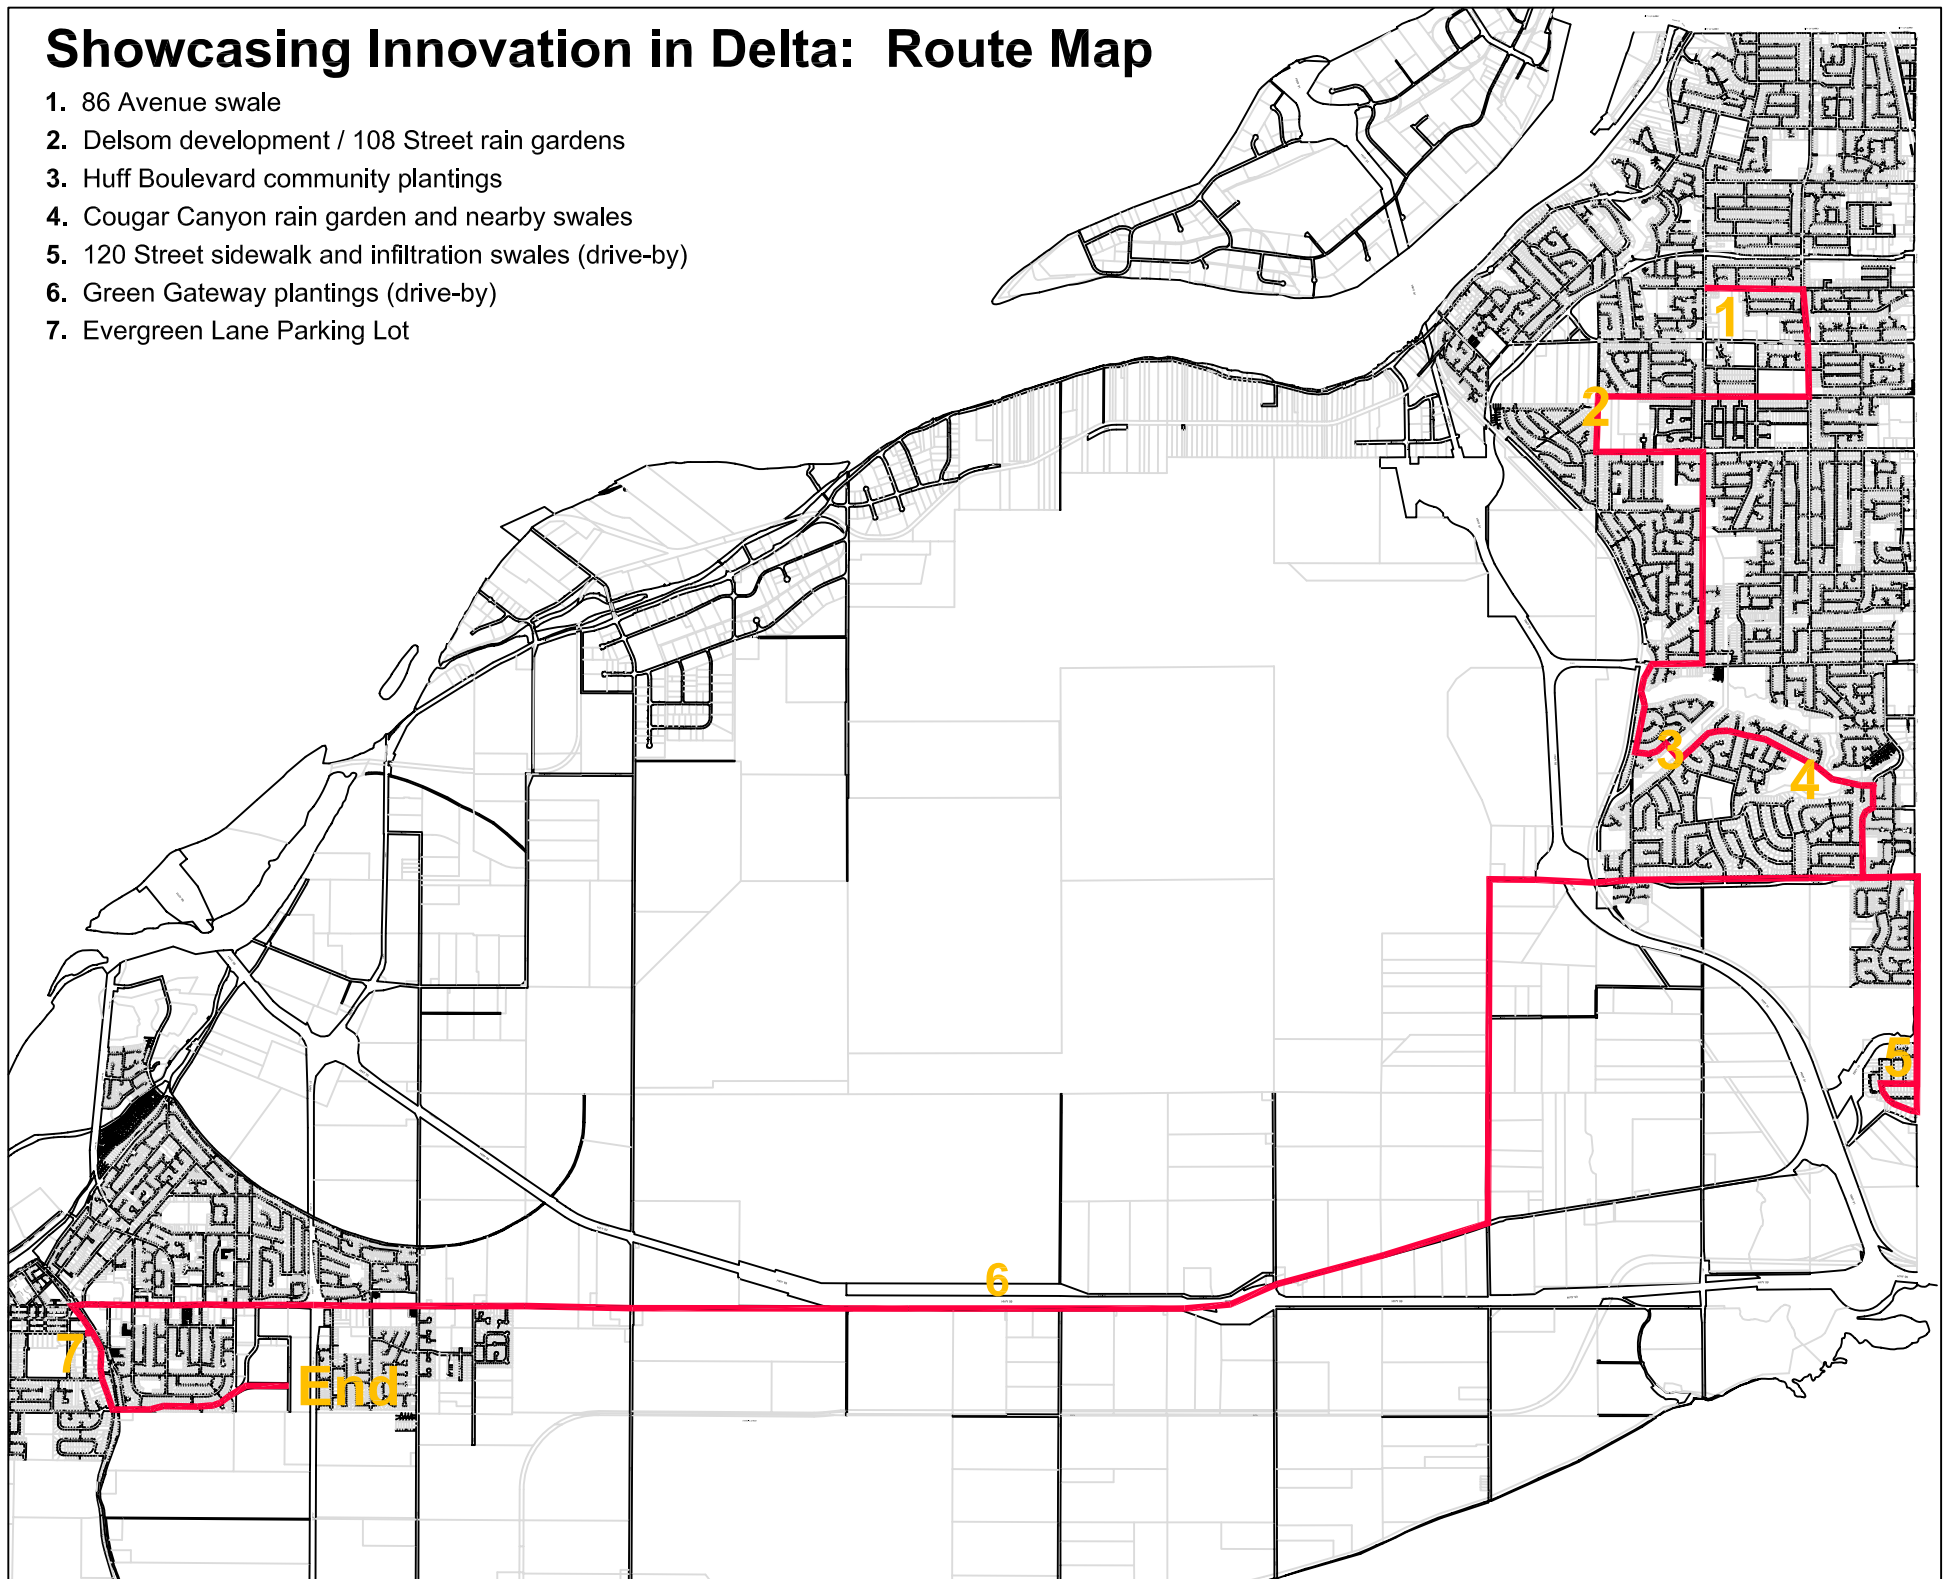 Showcasing Innovation in Delta: Route Map
1. 86 Avenue swale
2. Delsom development / 108 Street rain gardens
3. Huff Boulevard community plantings
4. Cougar Canyon rain garden and nearby swales
5. 120 Street sidewalk and infiltration swales (drive-by)
6. Green Gateway plantings (drive-by)
7. Evergreen Lane Parking Lot
1
2
3
4
5
6
7
End